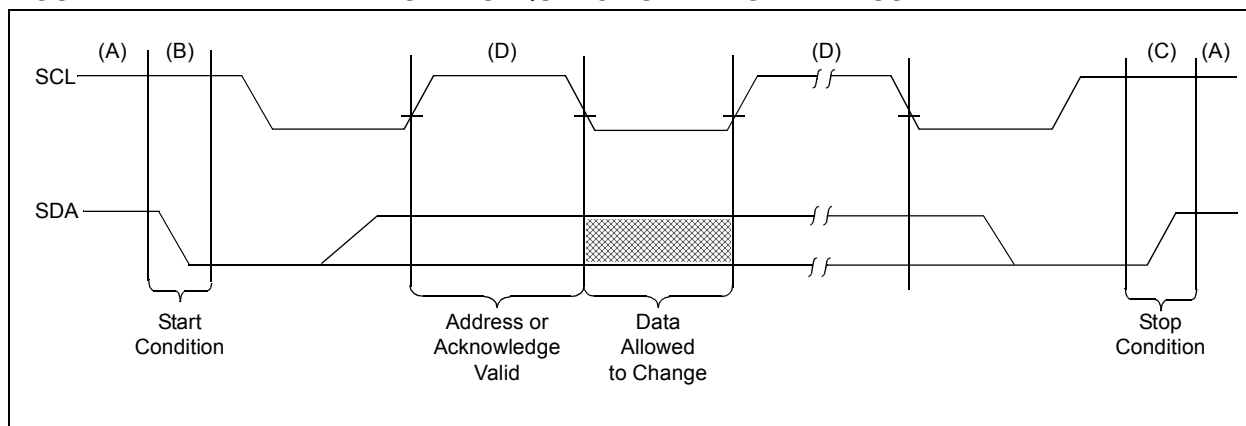 (A) (B) (D) (D) (C) (A)
SCL
SDA
Start
Condition
Address or
Acknowledge
Valid
Data
Allowed
to Change
Stop
Condition